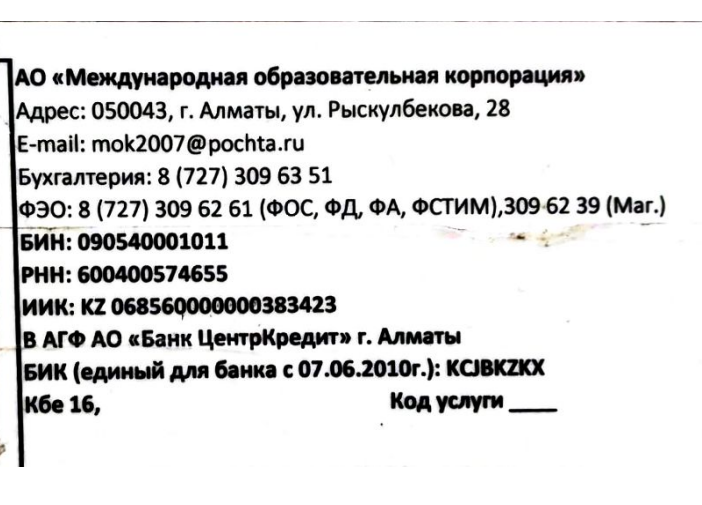 АО «Международная образовательная корпорация»
Адрес: 050043, г. Алматы, ул. Рыскулбекова, 28
E-mail: mok2007@pochta.ru
Бухгалтерия: 8 (727) 309 63 51
ФЭО: 8 (727) 309 62 61 (ФОС, ФД, ФА, ФСТИМ),309 62 39 (Маг.)
БИН: 090540001011
РНН: 600400574655
ИИК: KZ 068560000000383423
В АГФ АО «Банк ЦентрКредит» г. Алматы
БИК (единый для банка с 07.06.2010г.): KCJBKZKX
Кбе 16, Код услуги ____